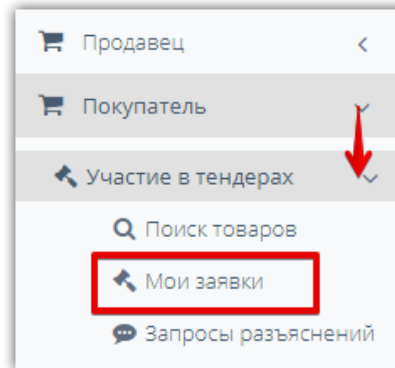 Продавец
Покупатель
Участие в тендерах
Поиск товаров
Мои заявки
Запросы разъяснений